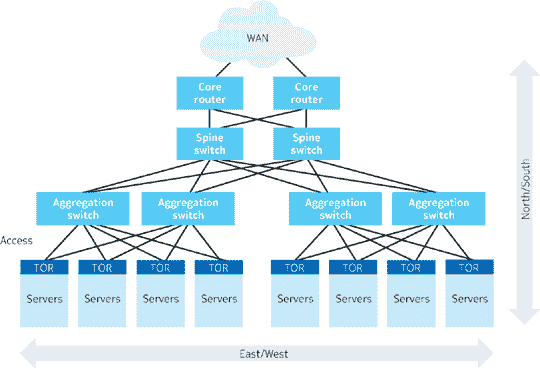 WAN
Core
router
Core
router
Spine
switch
Spine
switch
Aggregation
switch
Aggregation
switch
Aggregation
switch
Aggregation
switch
Access
TOR
TOR
TOR
TOR
TOR
TOR
TOR
TOR
Servers
Servers
Servers
Servers
Servers
Servers
Servers
Servers
North/South
East/West